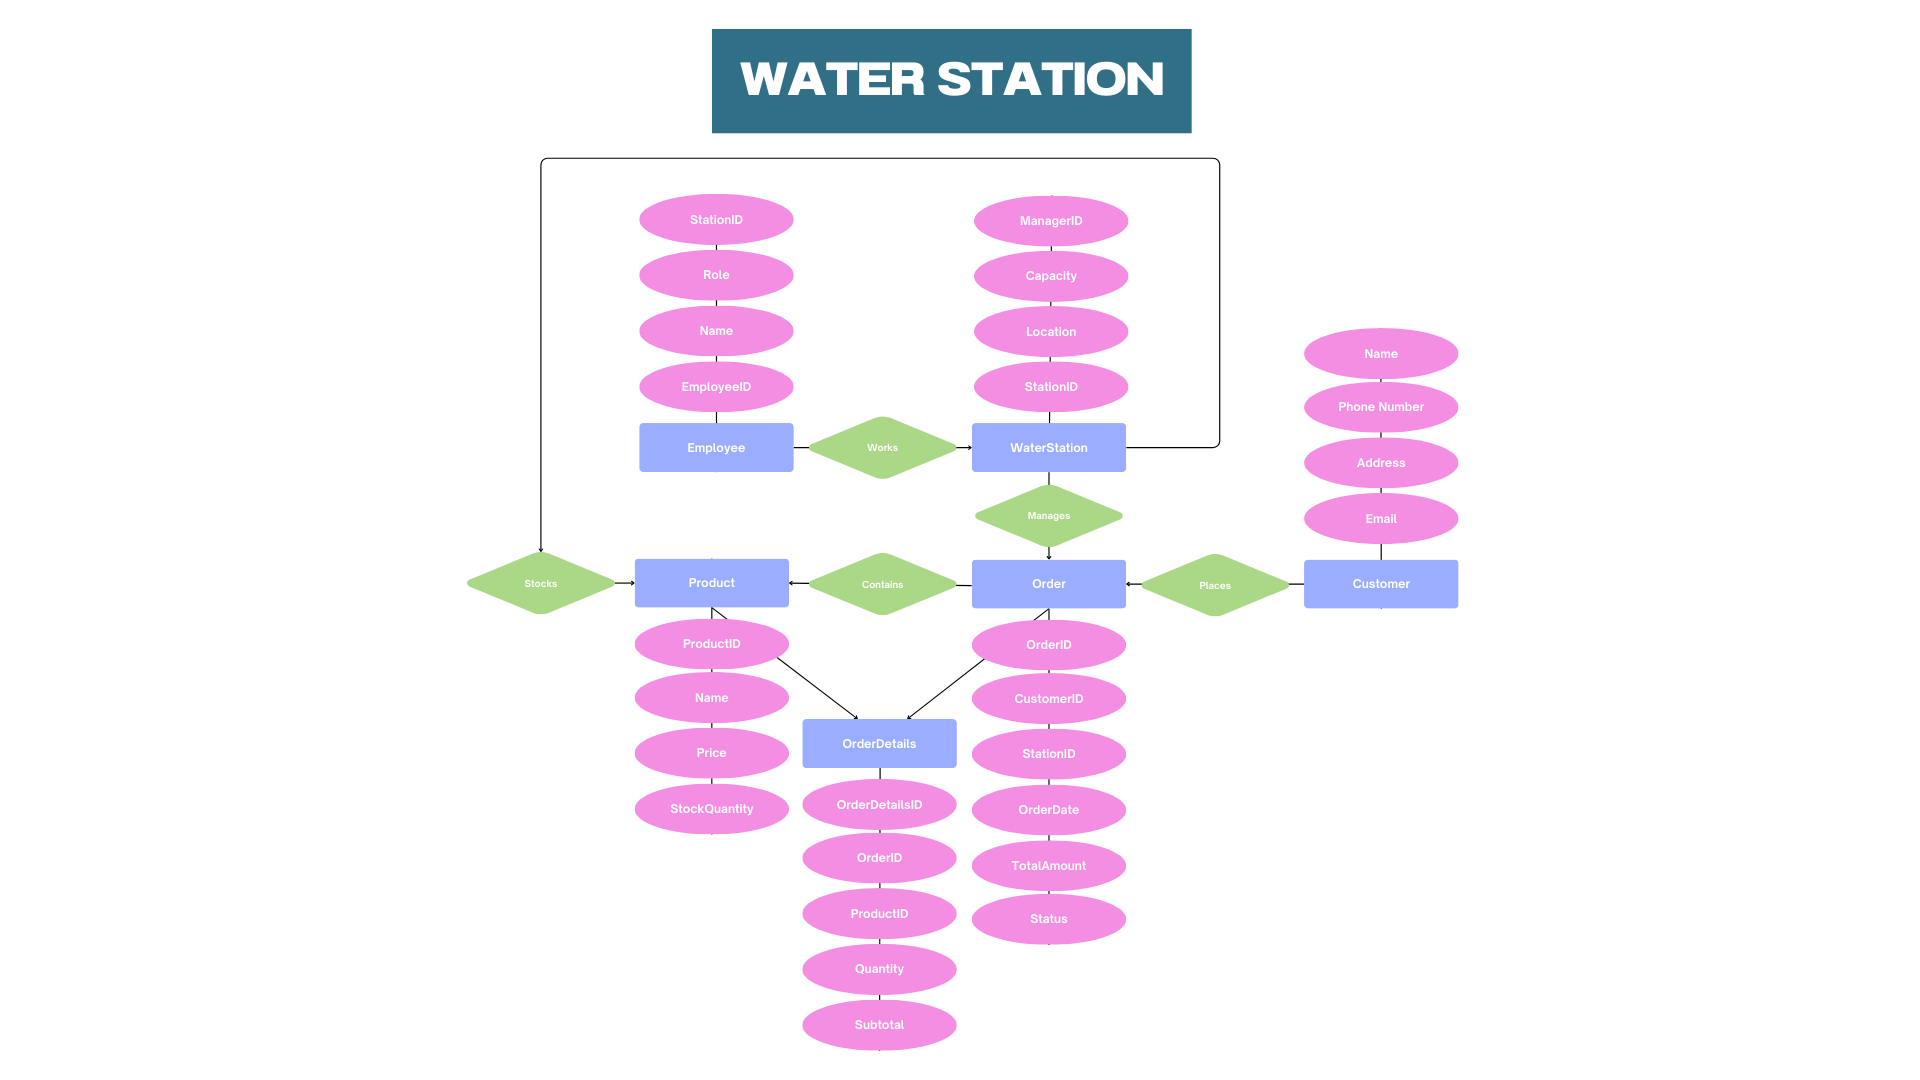 WATER STATION
StationID
Role
Name
EmployeeID
Employee
Works
ManagerID
Capacity
Location
StationID
WaterStation
Manages
Name
Phone Number
Address
Email
Customer
Places
Order
Contains
Product
Stocks
ProductID
Name
Price
StockQuantity
OrderDetails
OrderDetailsID
OrderID
ProductID
Quantity
Subtotal
OrderID
CustomerID
StationID
OrderDate
TotalAmount
Status